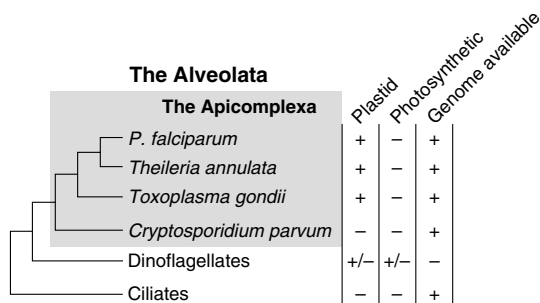 The Alveolata
The Apicomplexa
Plastid
Photosynthetic
Genome available
P. falciparum + – +
Theileria annulata + – +
Toxoplasma gondii + – +
Cryptosporidium parvum – – +
Dinoflagellates +/– +/– –
Ciliates – – +